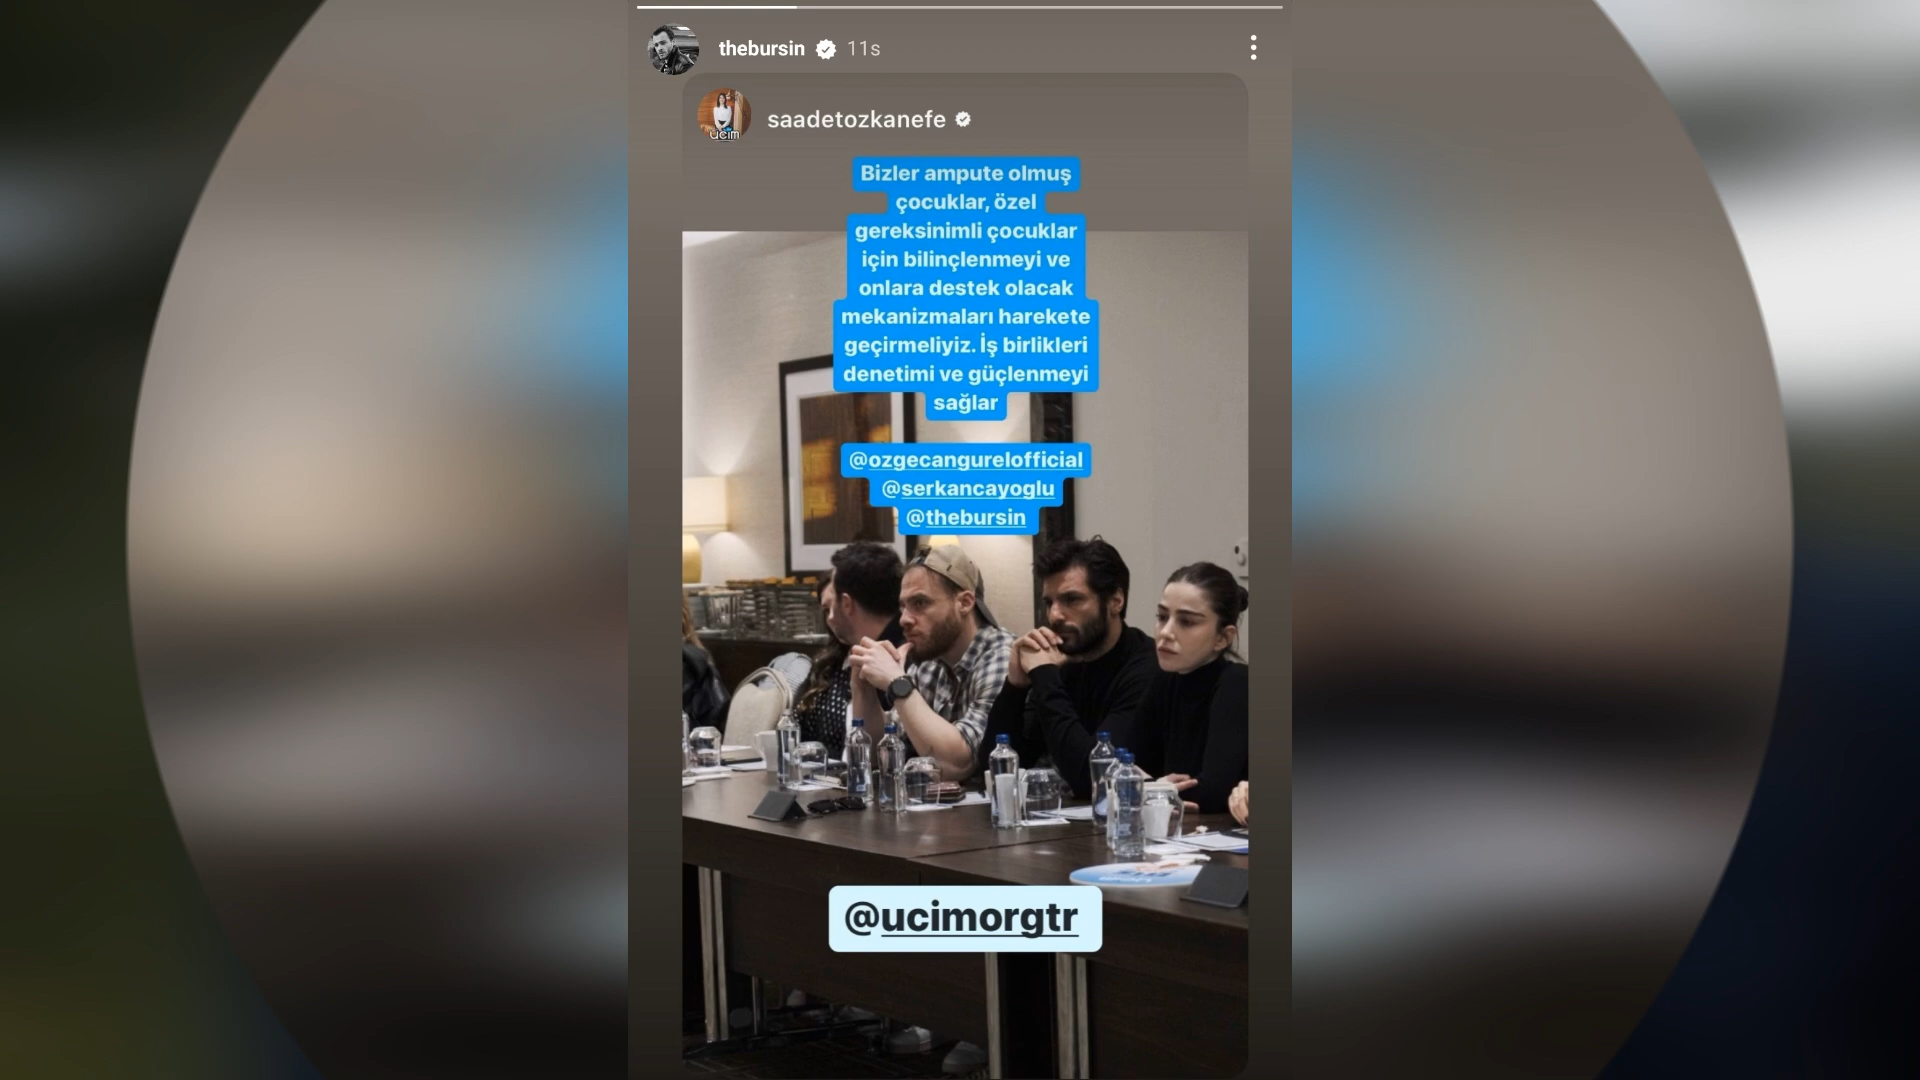 thebursin 11s
saadetozkanefe
ucim
Bizler ampute olmuş
çocuklar, özel
gereksinimli çocuklar
için bilinçlenmeyi ve
onlara destek olacak
mekanizmaları harekete
geçirmeliyiz. İş birlikleri
denetimi ve güçlenmeyi
sağlar
@ozgecangurelofficial
@serkancayoglu
@thebursin
@ucimorgtr